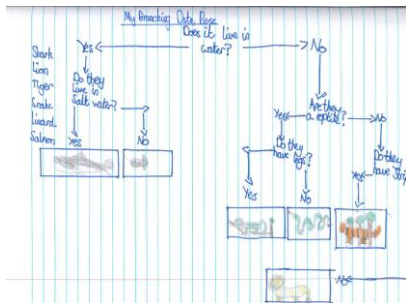 My Branching Data Base
Does it live in
water?
Yes
No
Shark
Lion
Tiger
Snake
Lizard
Salmon
Do they
live in
Salt water?
Yes
No
Are they
a reptile?
Yes
No
Do they
have legs?
Yes
No
Do they
have
Yes
No